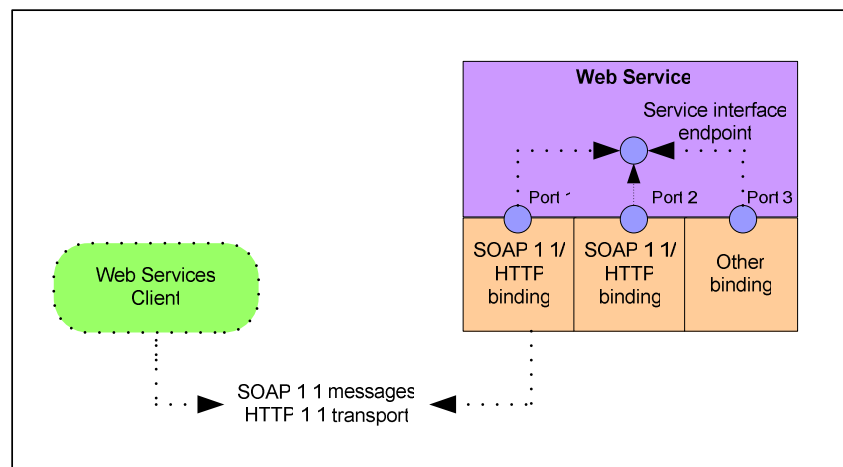 Web Service
Service interface
endpoint
Port
Port 2
Port 3
SOAP 1 1/
HTTP
binding
SOAP 1 1/
HTTP
binding
Other
binding
Web Services
Client
SOAP 1 1 messages
HTTP 1 1 transport